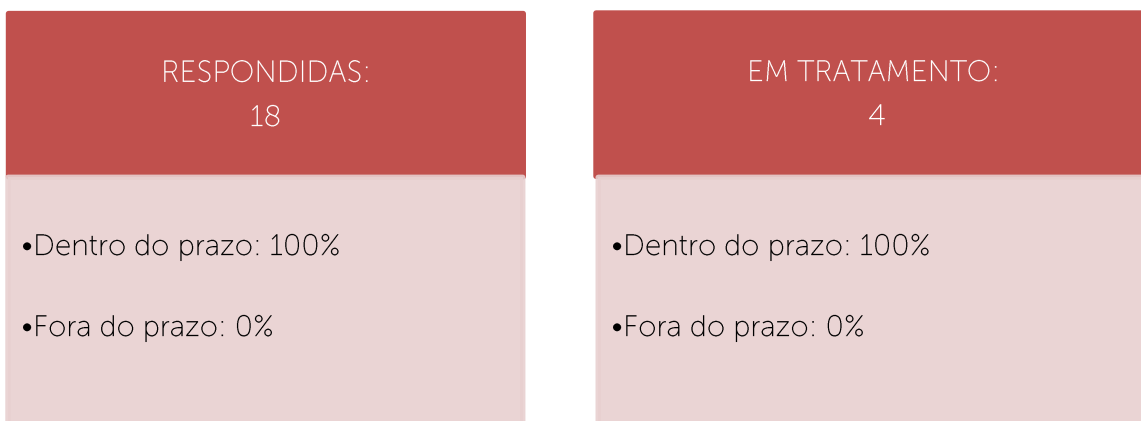 RESPONDIDAS:
18
•Dentro do prazo: 100%
•Fora do prazo: 0%
EM TRATAMENTO:
4
•Dentro do prazo: 100%
•Fora do prazo: 0%